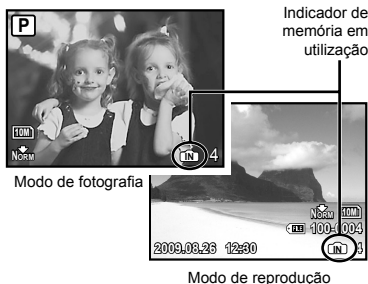 Indicador de
memória em
utilização
P
10M
NORM
IN 4
Modo de fotografia
NORM 10M
FILE 100-0004
2009.08.26 12:30
IN 4
Modo de reprodução